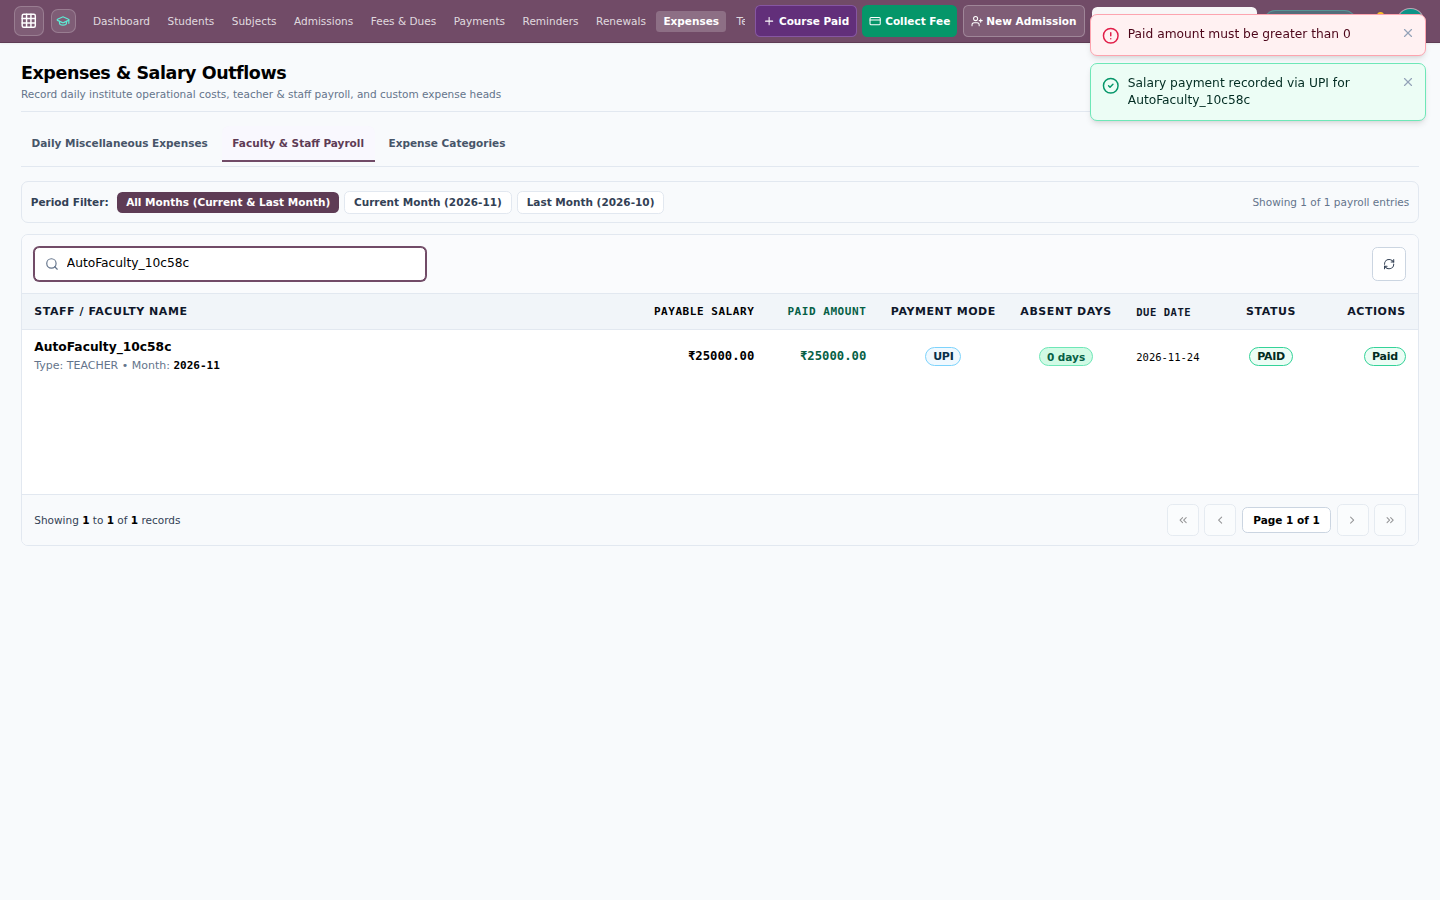 Dashboard Students Subjects Admissions Fees & Dues Payments Reminders Renewals Expenses Te + Course Paid Collect Fee New Admission
Paid amount must be greater than 0
Salary payment recorded via UPI for
AutoFaculty_10c58c
Expenses & Salary Outflows
Record daily institute operational costs, teacher & staff payroll, and custom expense heads
Daily Miscellaneous Expenses Faculty & Staff Payroll Expense Categories
Period Filter: All Months (Current & Last Month) Current Month (2026-11) Last Month (2026-10) Showing 1 of 1 payroll entries
AutoFaculty_10c58c
STAFF / FACULTY NAME PAYABLE SALARY PAID AMOUNT PAYMENT MODE ABSENT DAYS DUE DATE STATUS ACTIONS
AutoFaculty_10c58c ₹25000.00 ₹25000.00 UPI 0 days 2026-11-24 PAID Paid
Type: TEACHER • Month: 2026-11
Showing 1 to 1 of 1 records « ‹ Page 1 of 1 › »